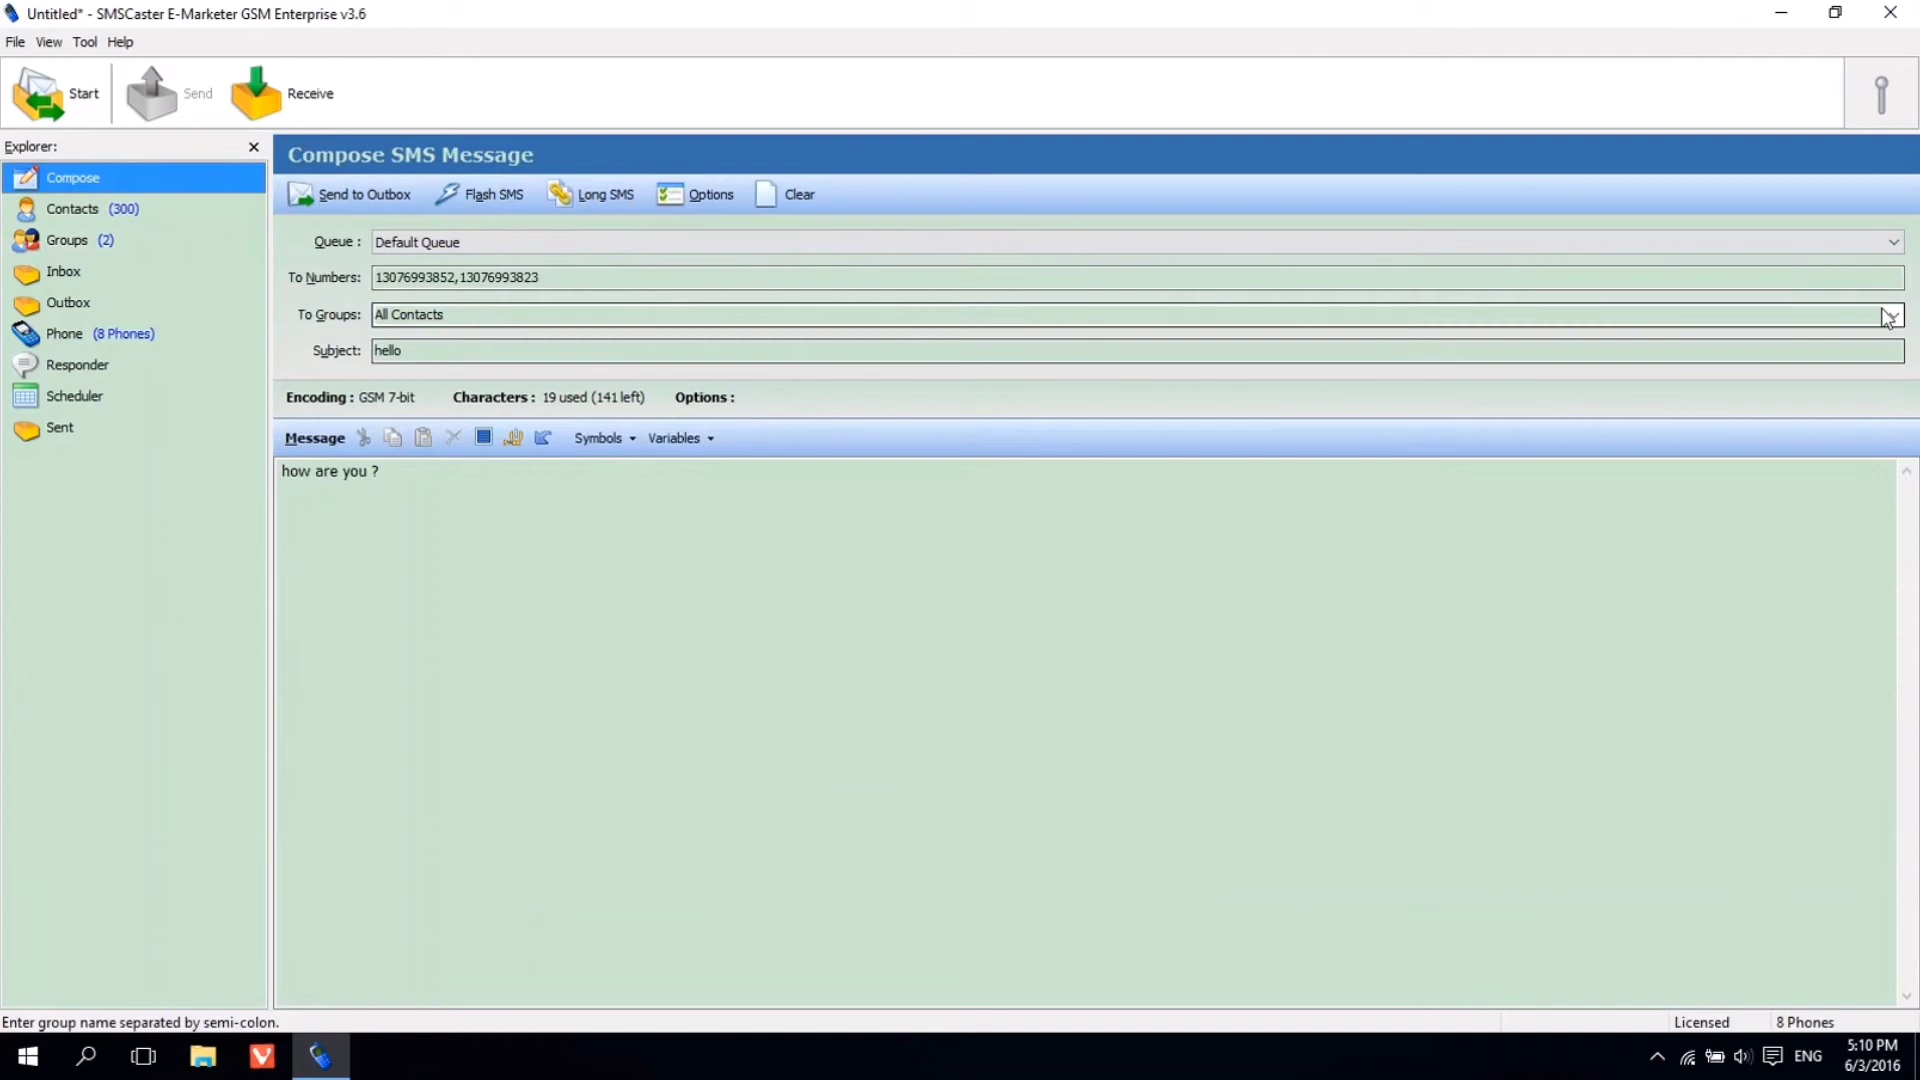 Untitled* - SMSCaster E-Marketer GSM Enterprise v3.6
File View Tool Help
Start Send Receive
Explorer:
Compose
Contacts (300)
Groups (2)
Inbox
Outbox
Phone (8 Phones)
Responder
Scheduler
Sent
Compose SMS Message
Send to Outbox Flash SMS Long SMS Options Clear
Queue : Default Queue
To Numbers: 13076993852,13076993823
To Groups: All Contacts
Subject: hello
Encoding : GSM 7-bit Characters : 19 used (141 left) Options :
Message Symbols Variables
how are you ?
Enter group name separated by semi-colon. Licensed 8 Phones
ENG 5:10 PM
6/3/2016